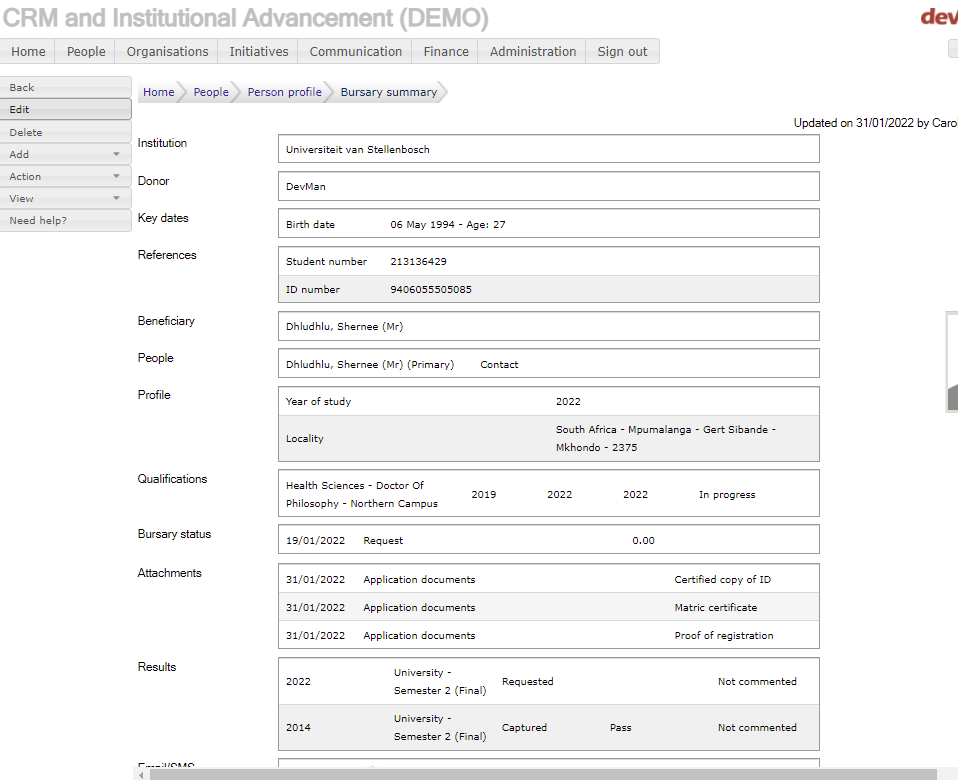 CRM and Institutional Advancement (DEMO)
dev
Home People Organisations Initiatives Communication Finance Administration Sign out
Back
Edit
Delete
Add
Action
View
Need help?
Home People Person profile Bursary summary
Updated on 31/01/2022 by Carol
Institution
Universiteit van Stellenbosch
Donor
DevMan
Key dates
Birth date 06 May 1994 - Age: 27
References
Student number 213136429
ID number 9406055505085
Beneficiary
Dhludhlu, Shernee (Mr)
People
Dhludhlu, Shernee (Mr) (Primary) Contact
Profile
Year of study 2022
Locality
South Africa - Mpumalanga - Gert Sibande -
Mkhondo - 2375
Qualifications
Health Sciences - Doctor Of
Philosophy - Northern Campus
2019 2022 2022 In progress
Bursary status
19/01/2022 Request 0.00
Attachments
31/01/2022 Application documents Certified copy of ID
31/01/2022 Application documents Matric certificate
31/01/2022 Application documents Proof of registration
Results
2022
University -
Semester 2 (Final)
Requested Not commented
2014
University -
Semester 2 (Final)
Captured Pass Not commented
Email/SMS